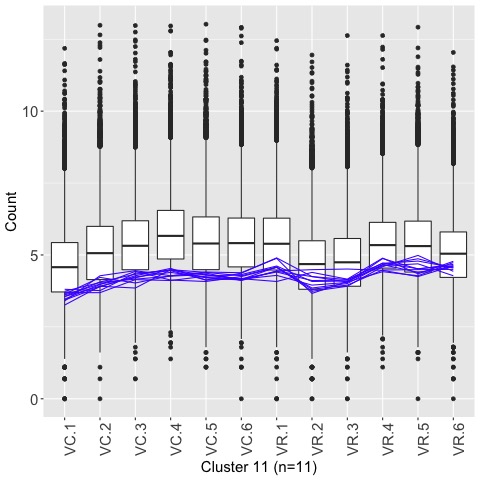 10
5
0
Count
VC.1
VC.2
VC.3
VC.4
VC.5
VC.6
VR.1
VR.2
VR.3
VR.4
VR.5
VR.6
Cluster 11 (n=11)